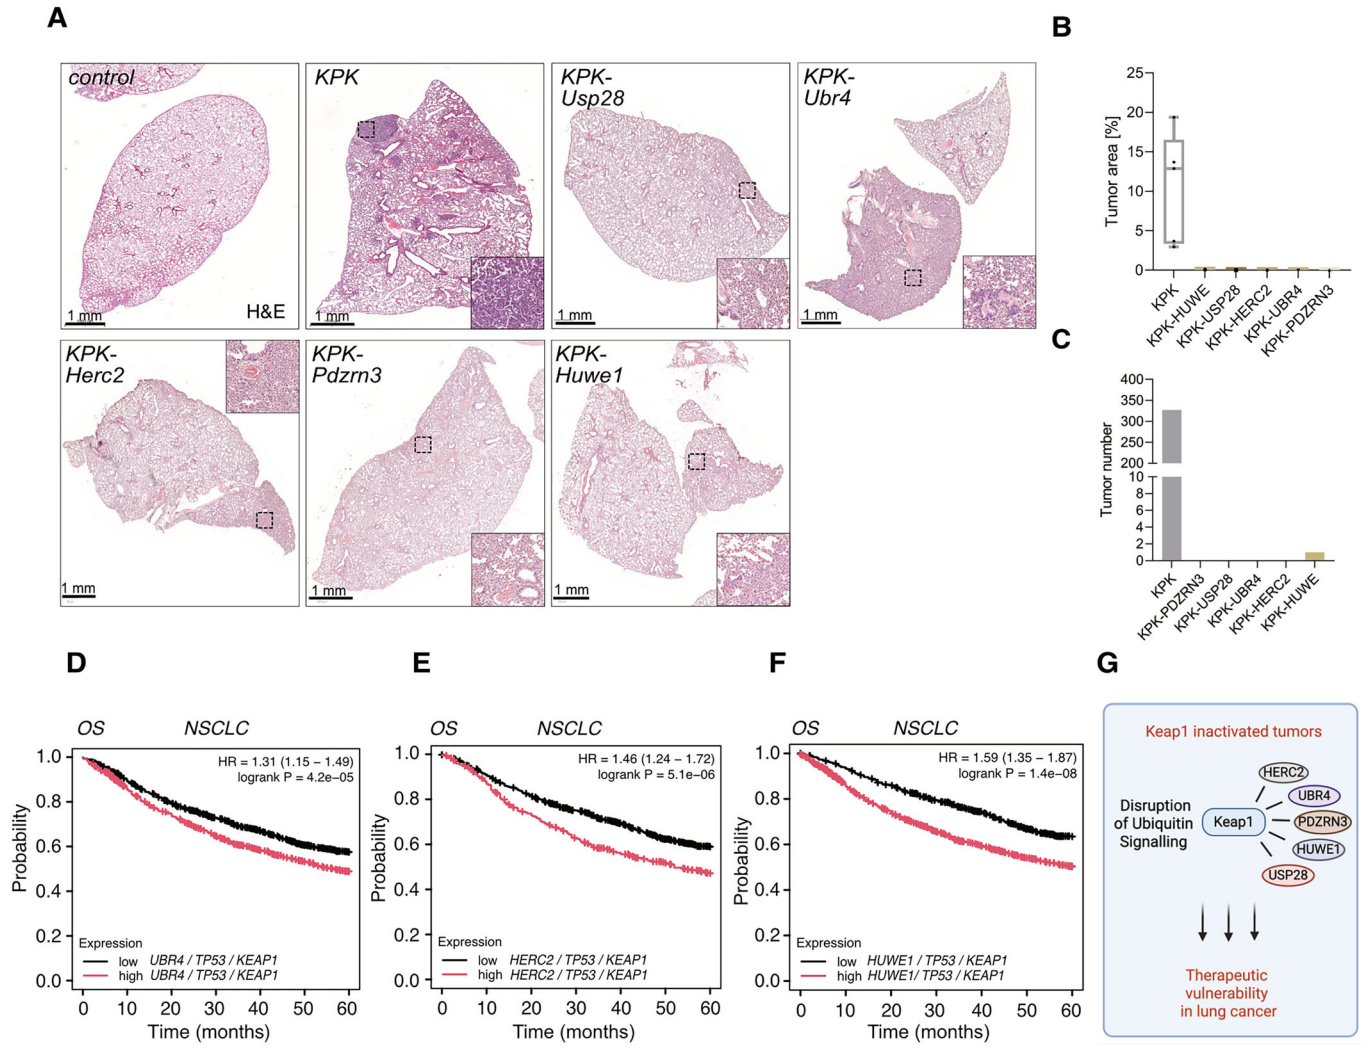 A
control
H&E
1 mm
KPK
1 mm
KPK-
Usp28
1 mm
KPK-
Ubr4
1 mm
KPK-
Herc2
1 mm
KPK-
Pdzrn3
1 mm
KPK-
Huwe1
1 mm
B
Tumor area [%]
25
20
15
10
5
0
KPK
KPK-HUWE
KPK-USP28
KPK-HERC2
KPK-UBR4
KPK-PDZRN3
C
Tumor number
400
350
300
250
200
10
8
6
4
2
0
KPK
KPK-PDZRN3
KPK-USP28
KPK-UBR4
KPK-HERC2
KPK-HUWE
D
OS NSCLC
HR = 1.31 (1.15 – 1.49)
logrank P = 4.2e−05
Probability
1.0
0.8
0.6
0.4
0.2
0.0
Expression
low UBR4 / TP53 / KEAP1
high UBR4 / TP53 / KEAP1
0 10 20 30 40 50 60
Time (months)
E
OS NSCLC
HR = 1.46 (1.24 – 1.72)
logrank P = 5.1e−06
Probability
1.0
0.8
0.6
0.4
0.2
0.0
Expression
low HERC2 / TP53 / KEAP1
high HERC2 / TP53 / KEAP1
0 10 20 30 40 50 60
Time (months)
F
OS NSCLC
HR = 1.59 (1.35 – 1.87)
logrank P = 1.4e−08
Probability
1.0
0.8
0.6
0.4
0.2
0.0
Expression
low HUWE1 / TP53 / KEAP1
high HUWE1/ TP53 / KEAP1
0 10 20 30 40 50 60
Time (months)
G
Keap1 inactivated tumors
Disruption
of Ubiquitin
Signalling
Keap1
HERC2
UBR4
PDZRN3
HUWE1
USP28
Therapeutic
vulnerability
in lung cancer